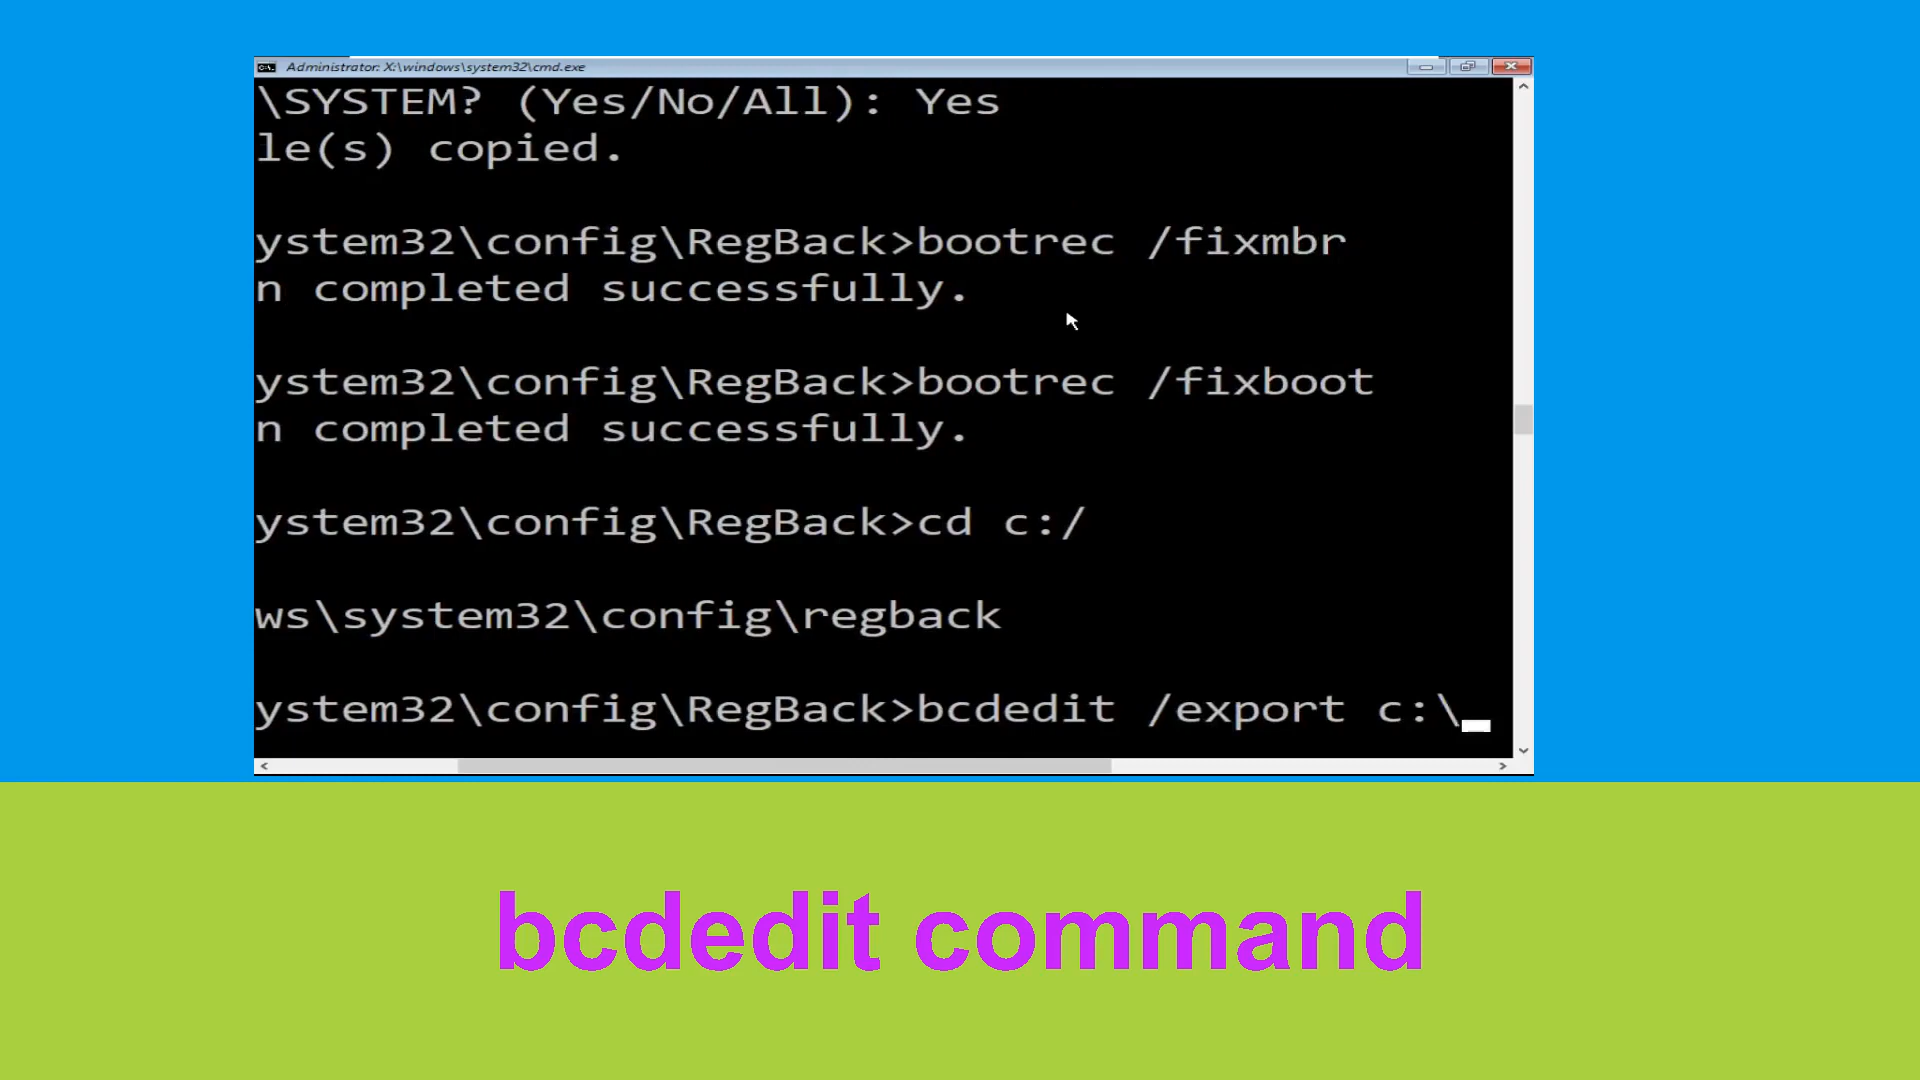 Administrator: X:\windows\system32\cmd.exe
\SYSTEM? (Yes/No/All): Yes
le(s) copied.
ystem32\config\RegBack>bootrec /fixmbr
n completed successfully.
ystem32\config\RegBack>bootrec /fixboot
n completed successfully.
ystem32\config\RegBack>cd c:/
ws\system32\config\regback
ystem32\config\RegBack>bcdedit /export c:\
bcdedit command